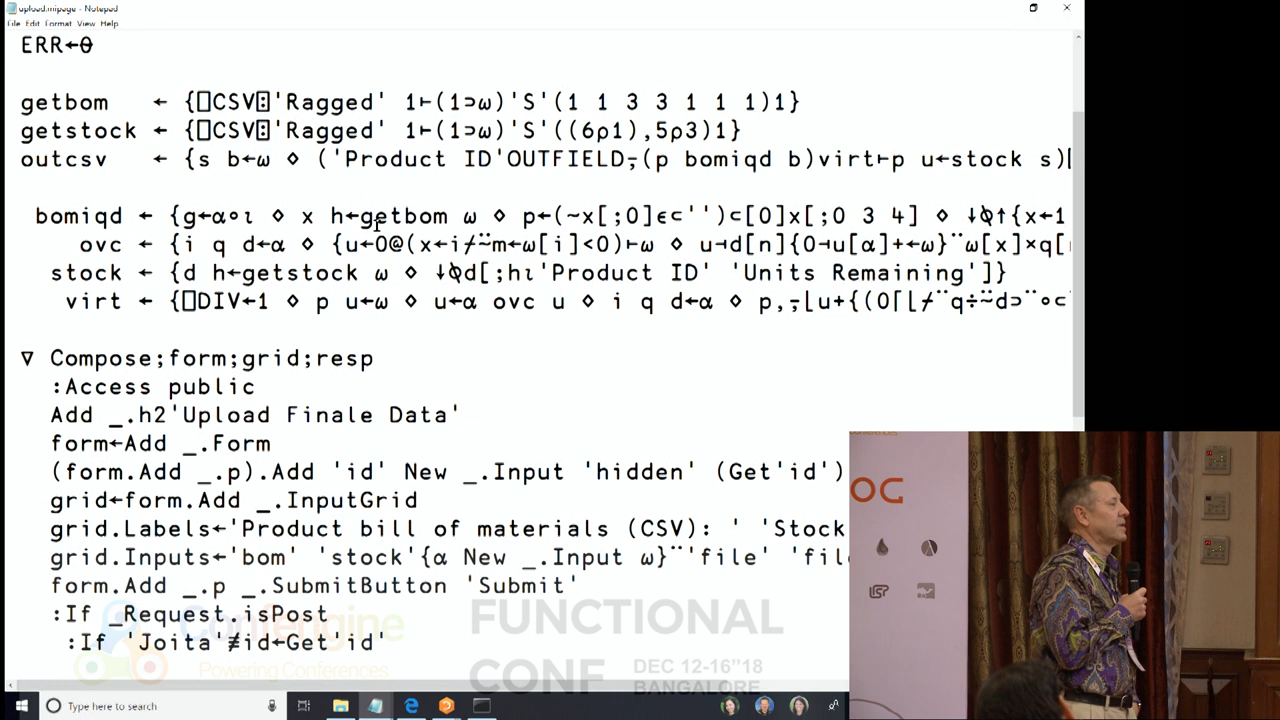 upload.mipage - Notepad
File Edit Format View Help
ERR←⍬
getbom ← {⎕CSV⍠'Ragged' 1⊢(1⊃⍵)'S'(1 1 3 3 1 1 1)1}
getstock ← {⎕CSV⍠'Ragged' 1⊢(1⊃⍵)'S'((6⍴1),5⍴3)1}
outcsv ← {s b←⍵ ⋄ ('Product ID'OUTFIELD⍪(p bomiqd b)virt⊢p u←stock s)
bomiqd ← {g←⍺∘⍳ ⋄ x h←getbom ⍵ ⋄ p←(~x[;0]∊⊂'')⊂[0]x[;0 3 4] ⋄ ↓⍉↑{x←1
ovc ← {i q d←⍺ ⋄ {u←0@(x←i/⍨m←⍵[i]<0)⊢⍵ ⋄ u⊣d[n]{0⊣u[⍺]+←⍵}¨⍵[x]×q[
stock ← {d h←getstock ⍵ ⋄ ↓⍉d[;h⍳'Product ID' 'Units Remaining']}
virt ← {⎕DIV←1 ⋄ p u←⍵ ⋄ u←⍺ ovc u ⋄ i q d←⍺ ⋄ p,⍪⌊u+{(0⌈⌊/¨q÷⍨d⊃¨∘⊂
∇ Compose;form;grid;resp
:Access public
Add _.h2'Upload Finale Data'
form←Add _.Form
(form.Add _.p).Add 'id' New _.Input 'hidden' (Get'id')
grid←form.Add _.InputGrid
grid.Labels←'Product bill of materials (CSV): ' 'Stock
grid.Inputs←'bom' 'stock'{⍺ New _.Input ⍵}¨'file' 'file
form.Add _.p _.SubmitButton 'Submit'
:If _Request.isPost
:If 'Joita'≢id←Get'id'
Confengine
Powering Conferences
FUNCTIONAL
CONF
DEC 12-16"18
BANGALORE
Type here to search